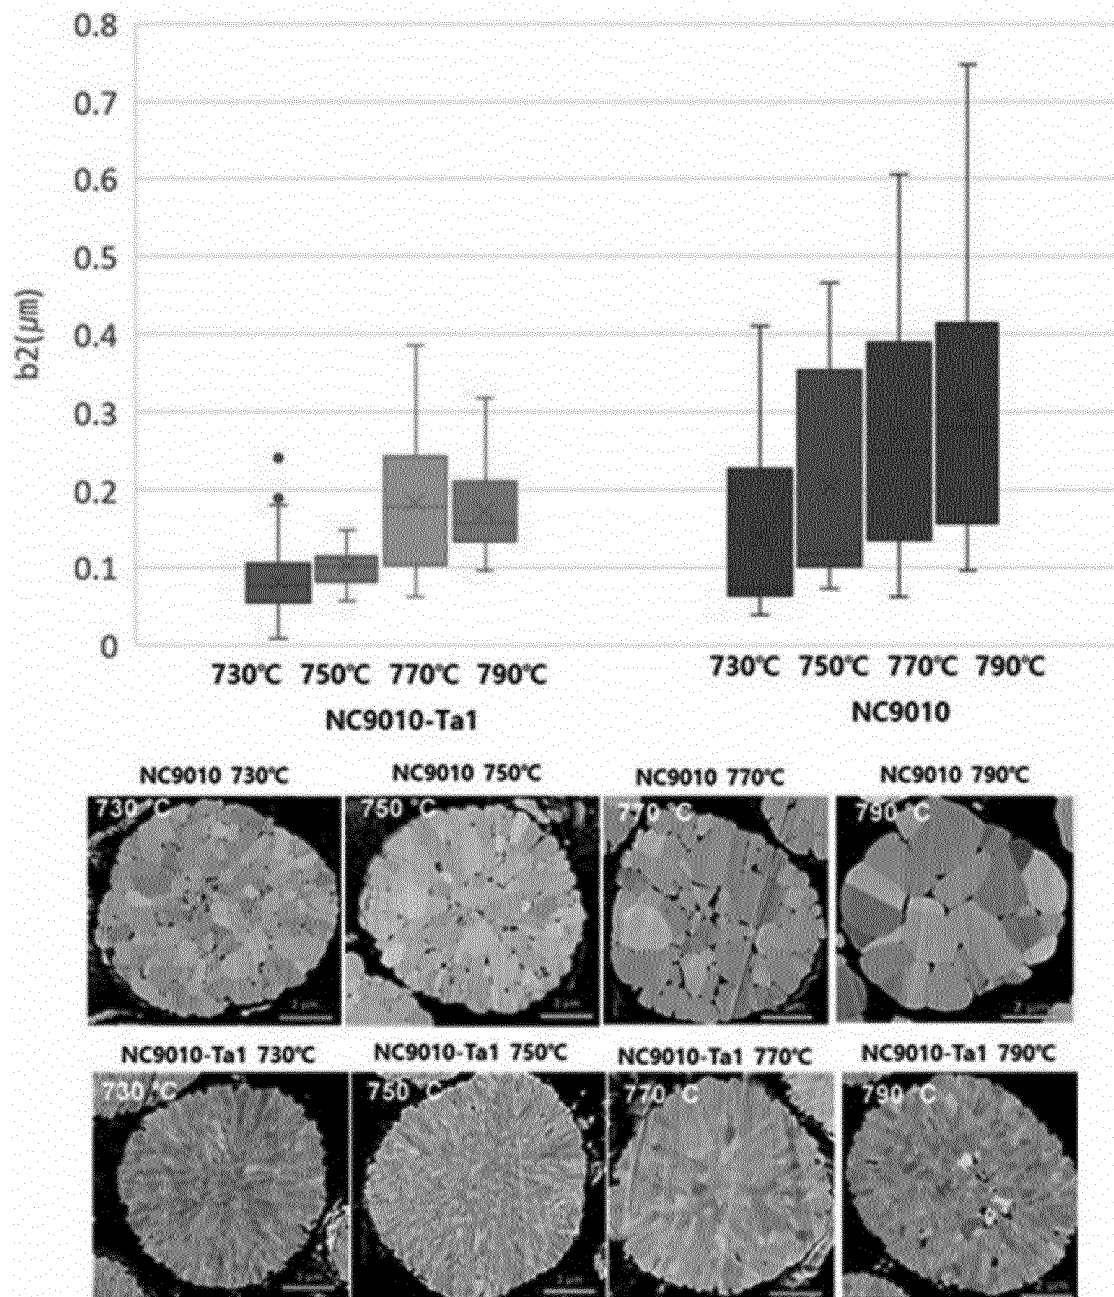 0.8
0.7
0.6
0.5
0.4
0.3
0.2
0.1
0
b2(μm)
730℃ 750℃ 770℃ 790℃
730℃ 750℃ 770℃ 790℃
NC9010-Ta1
NC9010
NC9010 730℃
NC9010 750℃
NC9010 770℃
NC9010 790℃
730 °C
750 °C
770 °C
790 °C
2 μm
NC9010-Ta1 730℃
NC9010-Ta1 750℃
NC9010-Ta1 770℃
NC9010-Ta1 790℃
730 °C
750 °C
770 °C
790 °C